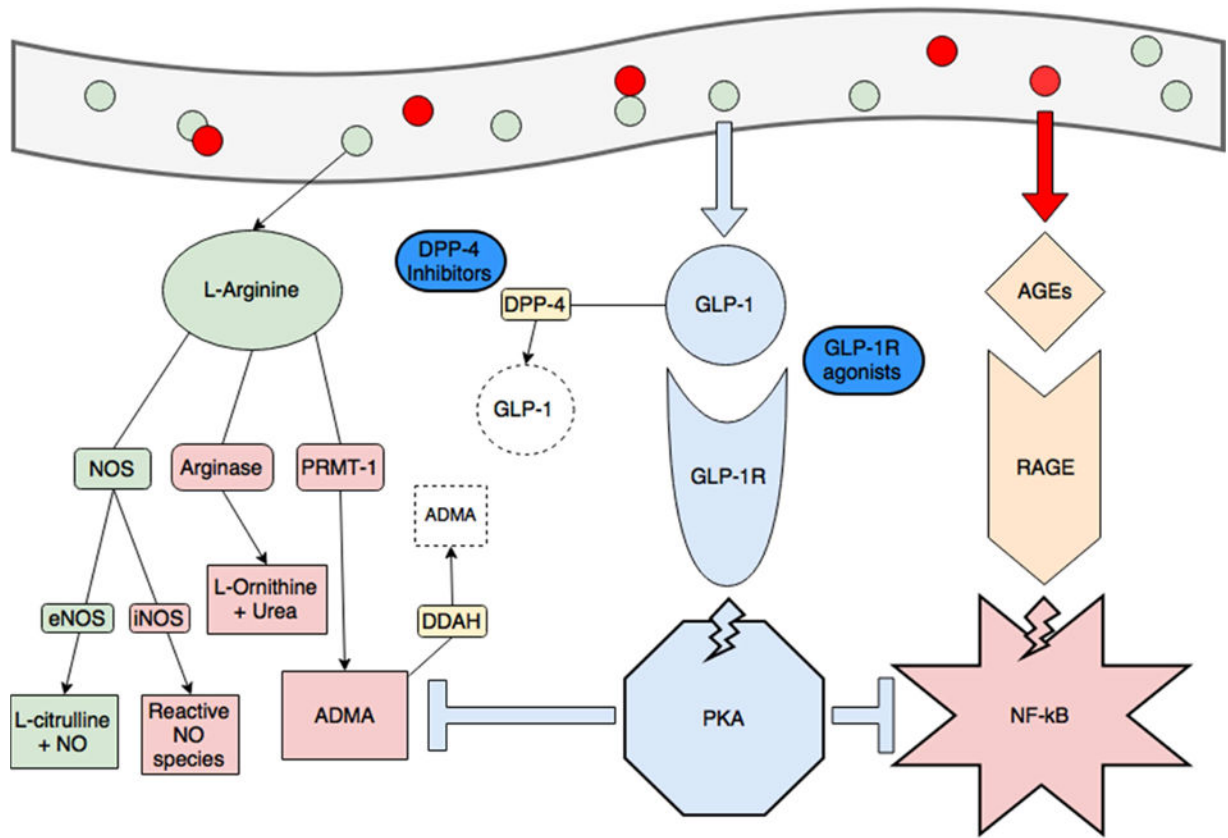 L-Arginine
DPP-4
Inhibitors
DPP-4
GLP-1
GLP-1
GLP-1R
agonists
AGEs
NOS
Arginase
PRMT-1
ADMA
GLP-1R
RAGE
L-Ornithine
+ Urea
eNOS
iNOS
DDAH
L-citrulline
+ NO
Reactive
NO
species
ADMA
PKA
NF-kB